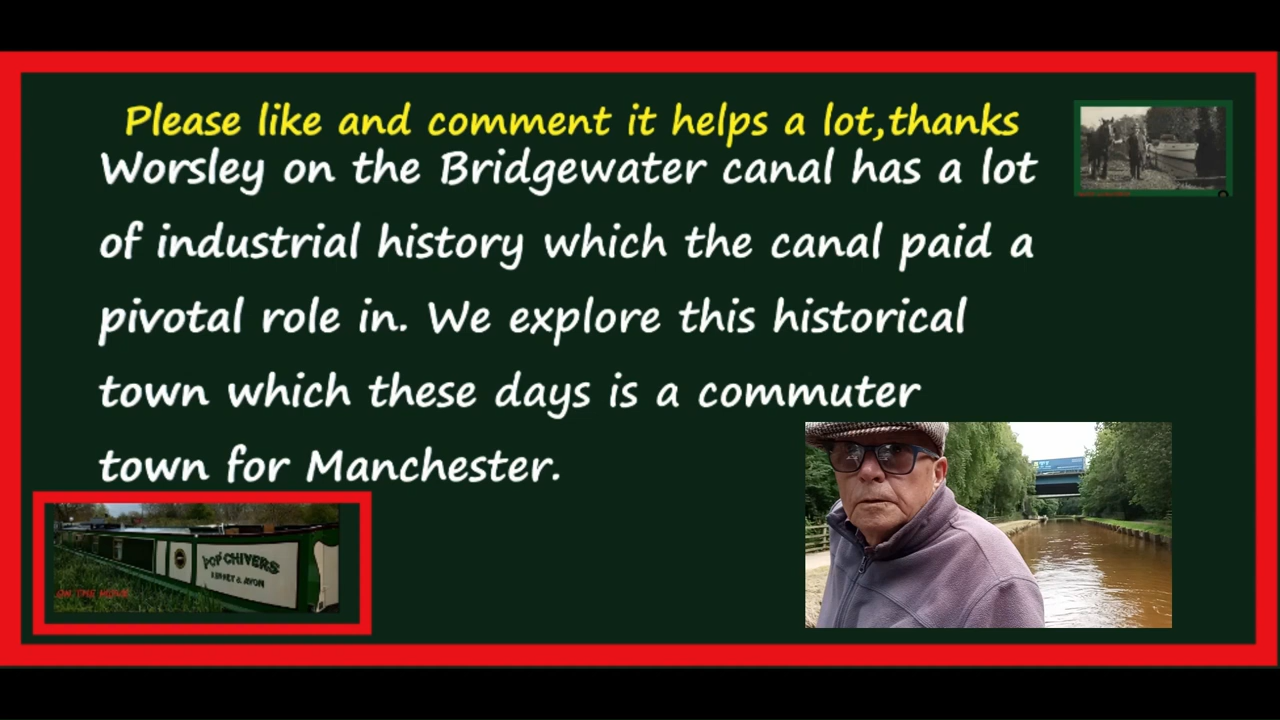 Please like and comment it helps a lot,thanks
Worsley on the Bridgewater canal has a lot
of industrial history which the canal paid a
pivotal role in. We explore this historical
town which these days is a commuter
town for Manchester.
POP CHIVERS
KENNET & AVON